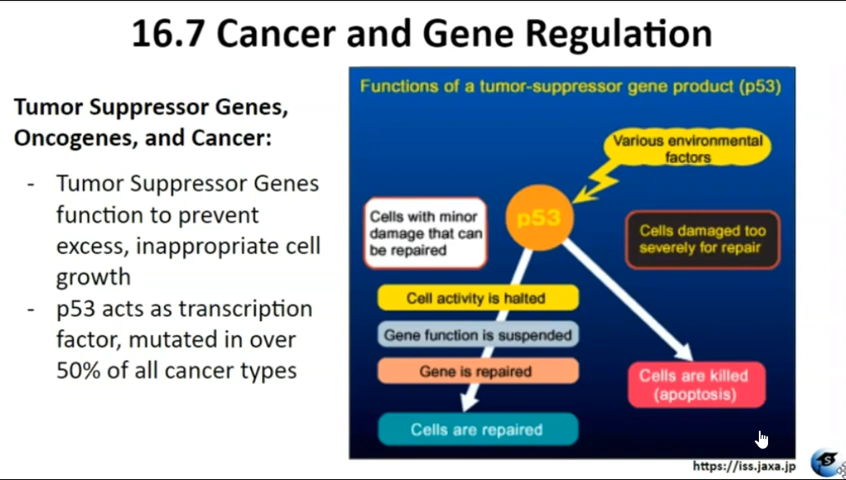 16.7 Cancer and Gene Regulation
Tumor Suppressor Genes,
Oncogenes, and Cancer:
- Tumor Suppressor Genes
function to prevent
excess, inappropriate cell
growth
- p53 acts as transcription
factor, mutated in over
50% of all cancer types
Functions of a tumor-suppressor gene product (p53)
Various environmental
factors
p53
Cells with minor
damage that can
be repaired
Cells damaged too
severely for repair
Cell activity is halted
Gene function is suspended
Gene is repaired
Cells are repaired
Cells are killed
(apoptosis)
https://iss.jaxa.jp
S